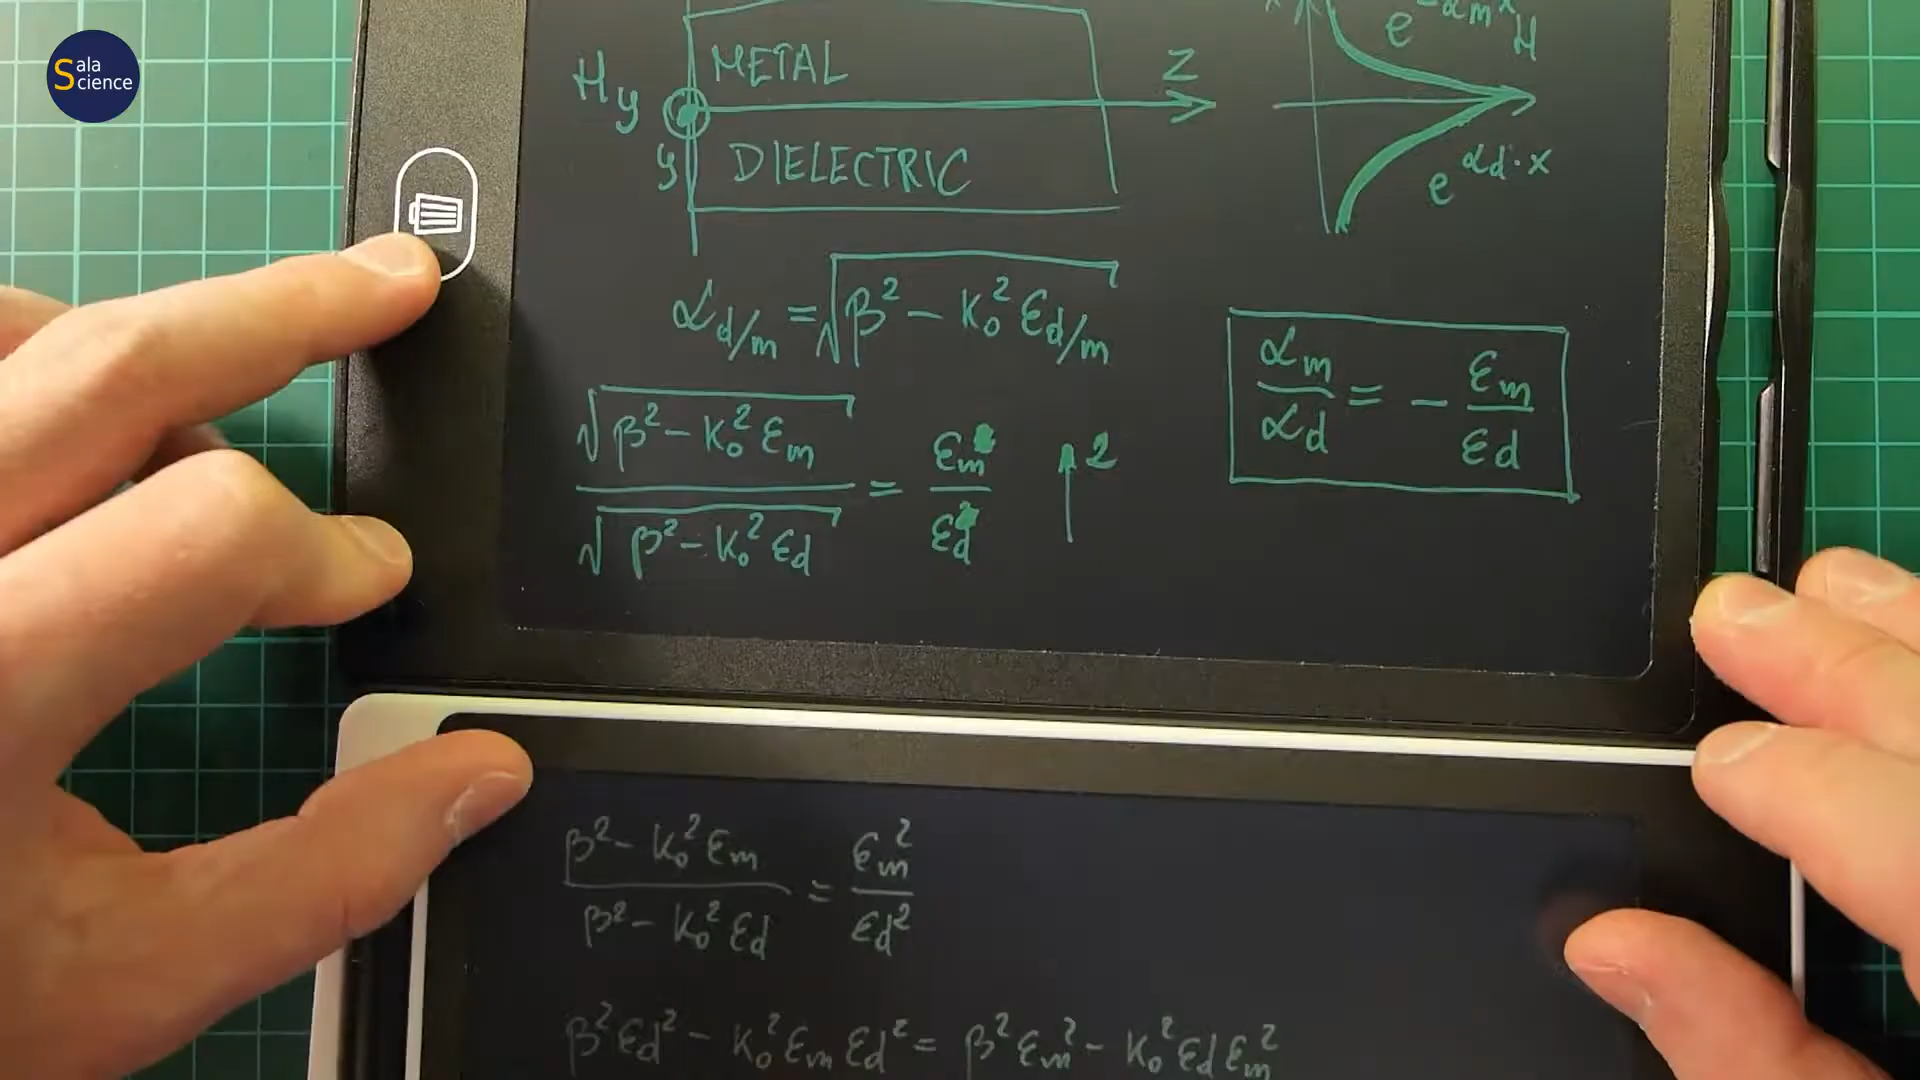 Sala
Science
e^-αm x
H
METAL
Z
Hy
y
DIELECTRIC
e^αd·x
α_d/m = √(β² - K₀² ε_d/m)
αm/αd = - εm/εd
√(β² - K₀² εm) / √(β² - K₀² εd) = εm/εd ↑²
(β² - K₀² εm) / (β² - K₀² εd) = εm²/εd²
β² εd² - K₀² εm εd² = β² εm² - K₀² εd εm²